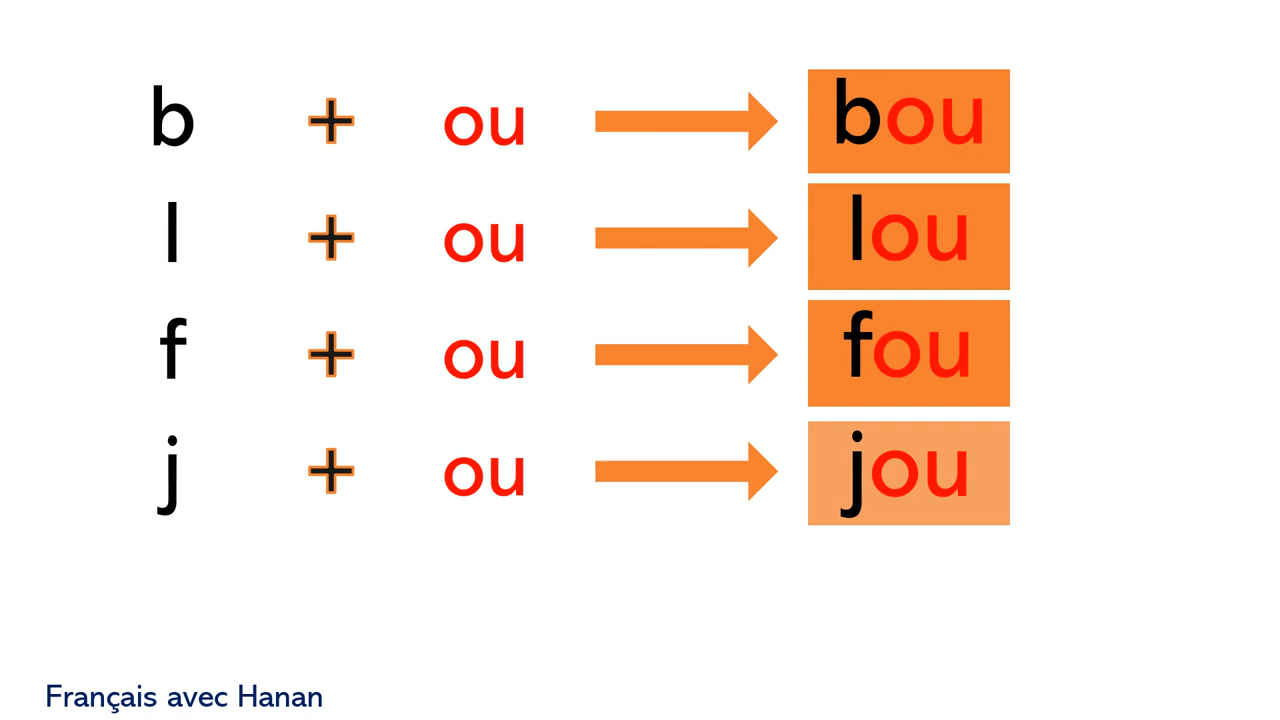 b + ou bou
l + ou lou
f + ou fou
j + ou jou
Français avec Hanan